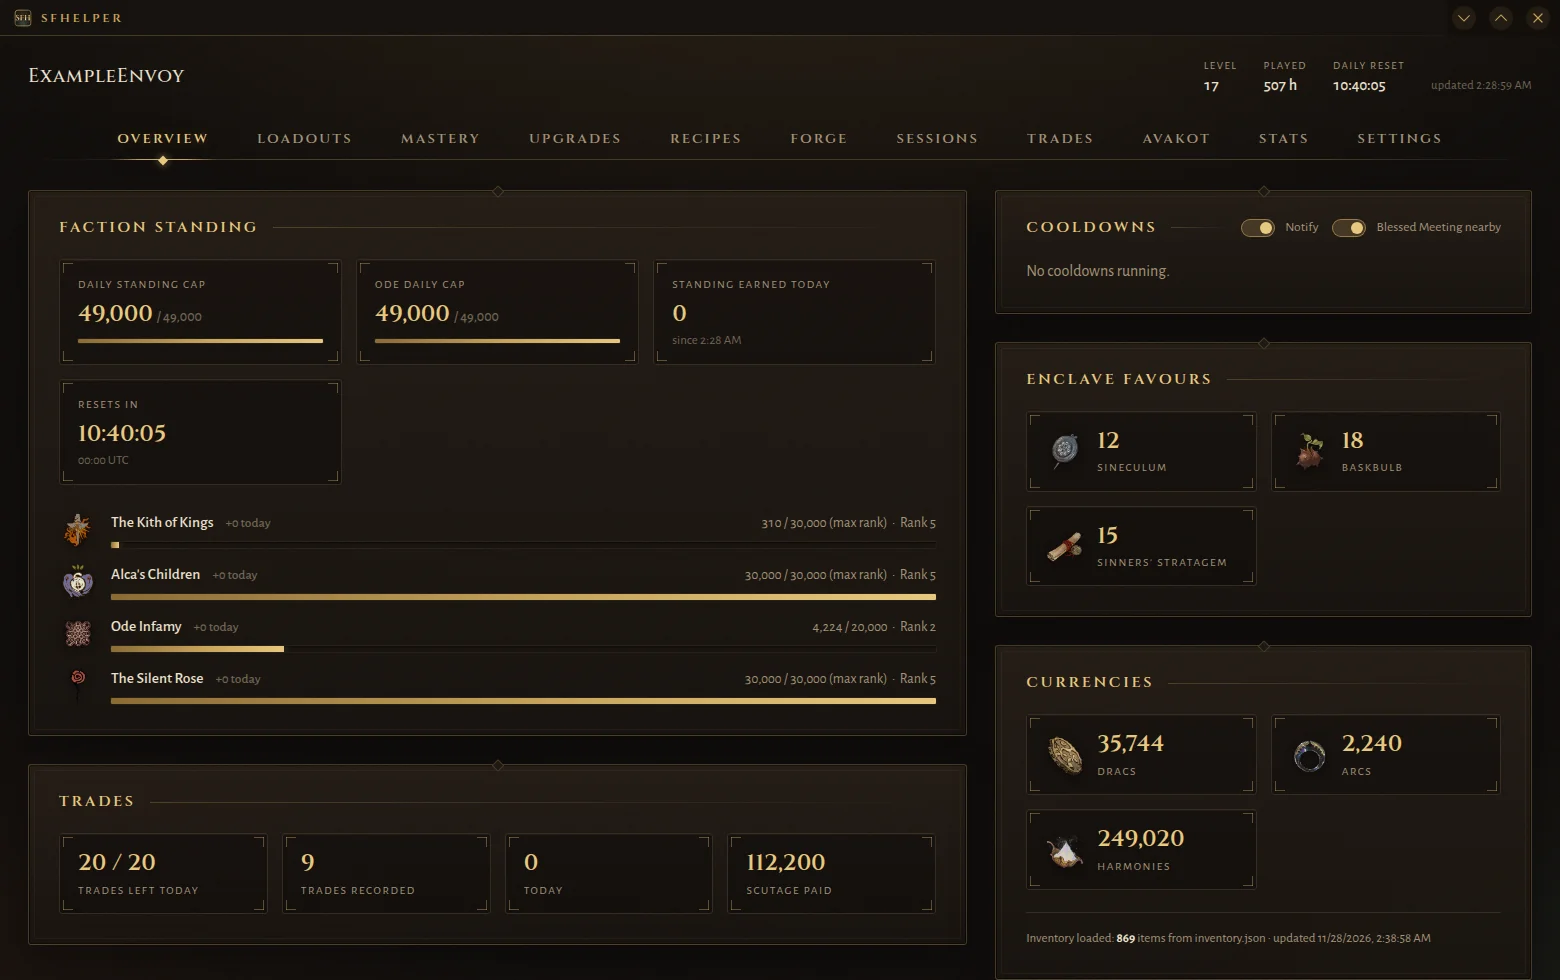 SFH SFHELPER
ExampleEnvoy
LEVEL PLAYED DAILY RESET
17 507 h 10:40:05 updated 2:28:59 AM
OVERVIEW LOADOUTS MASTERY UPGRADES RECIPES FORGE SESSIONS TRADES AVAKOT STATS SETTINGS
FACTION STANDING
DAILY STANDING CAP
49,000 / 49,000
ODE DAILY CAP
49,000 / 49,000
STANDING EARNED TODAY
0
since 2:28 AM
RESETS IN
10:40:05
00:00 UTC
The Kith of Kings +0 today 310 / 30,000 (max rank) · Rank 5
Alca's Children +0 today 30,000 / 30,000 (max rank) · Rank 5
Ode Infamy +0 today 4,224 / 20,000 · Rank 2
The Silent Rose +0 today 30,000 / 30,000 (max rank) · Rank 5
TRADES
20 / 20
TRADES LEFT TODAY
9
TRADES RECORDED
0
TODAY
112,200
SCUTAGE PAID
COOLDOWNS Notify Blessed Meeting nearby
No cooldowns running.
ENCLAVE FAVOURS
12
SINECULUM
18
BASKBULB
15
SINNERS' STRATAGEM
CURRENCIES
35,744
DRACS
2,240
ARCS
249,020
HARMONIES
Inventory loaded: 869 items from inventory.json · updated 11/28/2026, 2:38:58 AM